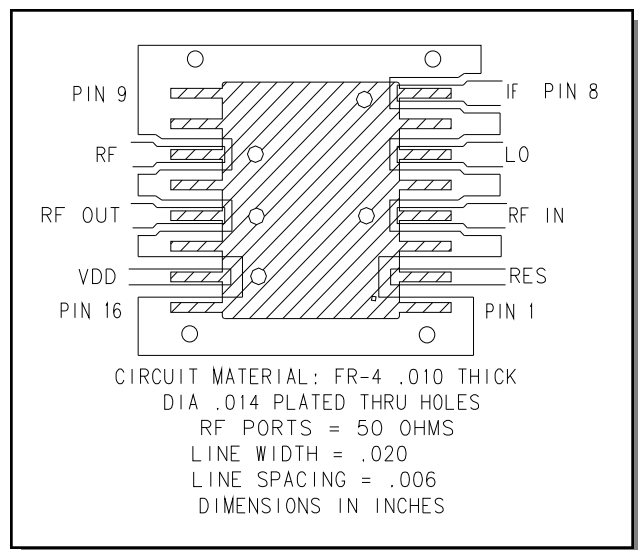 PIN 9
IF PIN 8
RF
LO
RF OUT
RF IN
VDD
RES
PIN 16
PIN 1
CIRCUIT MATERIAL: FR-4 .010 THICK
DIA .014 PLATED THRU HOLES
RF PORTS = 50 OHMS
LINE WIDTH = .020
LINE SPACING = .006
DIMENSIONS IN INCHES